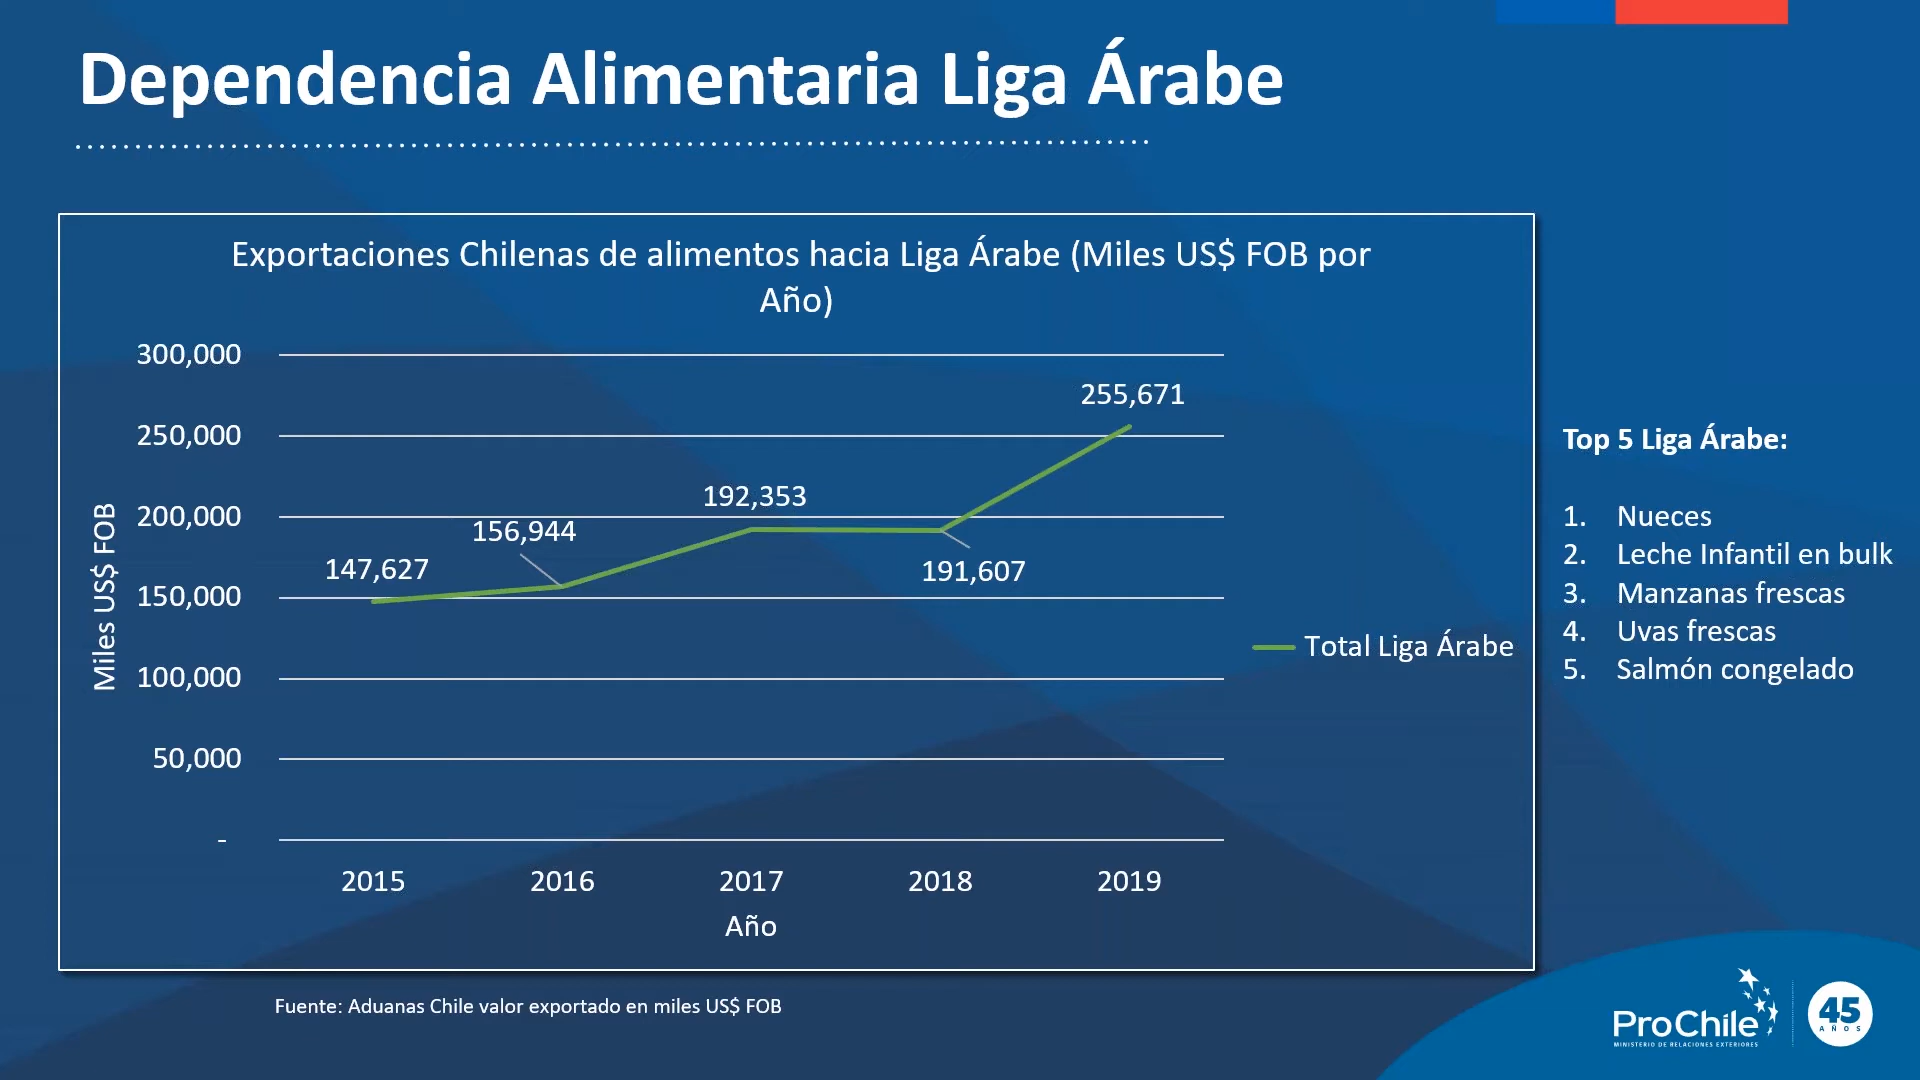 Dependencia Alimentaria Liga Árabe
Exportaciones Chilenas de alimentos hacia Liga Árabe (Miles US$ FOB por
Año)
300,000
250,000
200,000
150,000
100,000
50,000
-
Miles US$ FOB
147,627
156,944
192,353
191,607
255,671
2015
2016
2017
2018
2019
Año
Total Liga Árabe
Top 5 Liga Árabe:
1. Nueces
2. Leche Infantil en bulk
3. Manzanas frescas
4. Uvas frescas
5. Salmón congelado
Fuente: Aduanas Chile valor exportado en miles US$ FOB
ProChile
MINISTERIO DE RELACIONES EXTERIORES
45
AÑOS